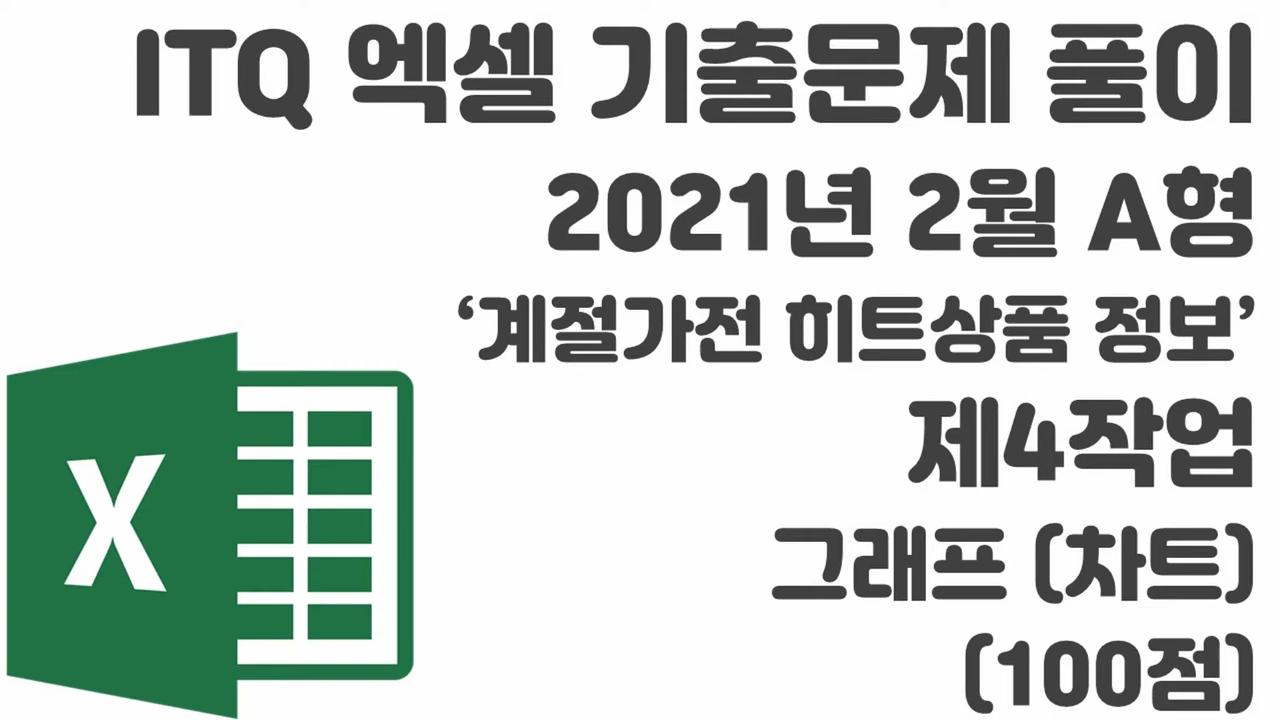 ITQ 엑셀 기출문제 풀이
2021년 2월 A형
‘계절가전 히트상품 정보’
제4작업
그래프 (차트)
(100점)
X